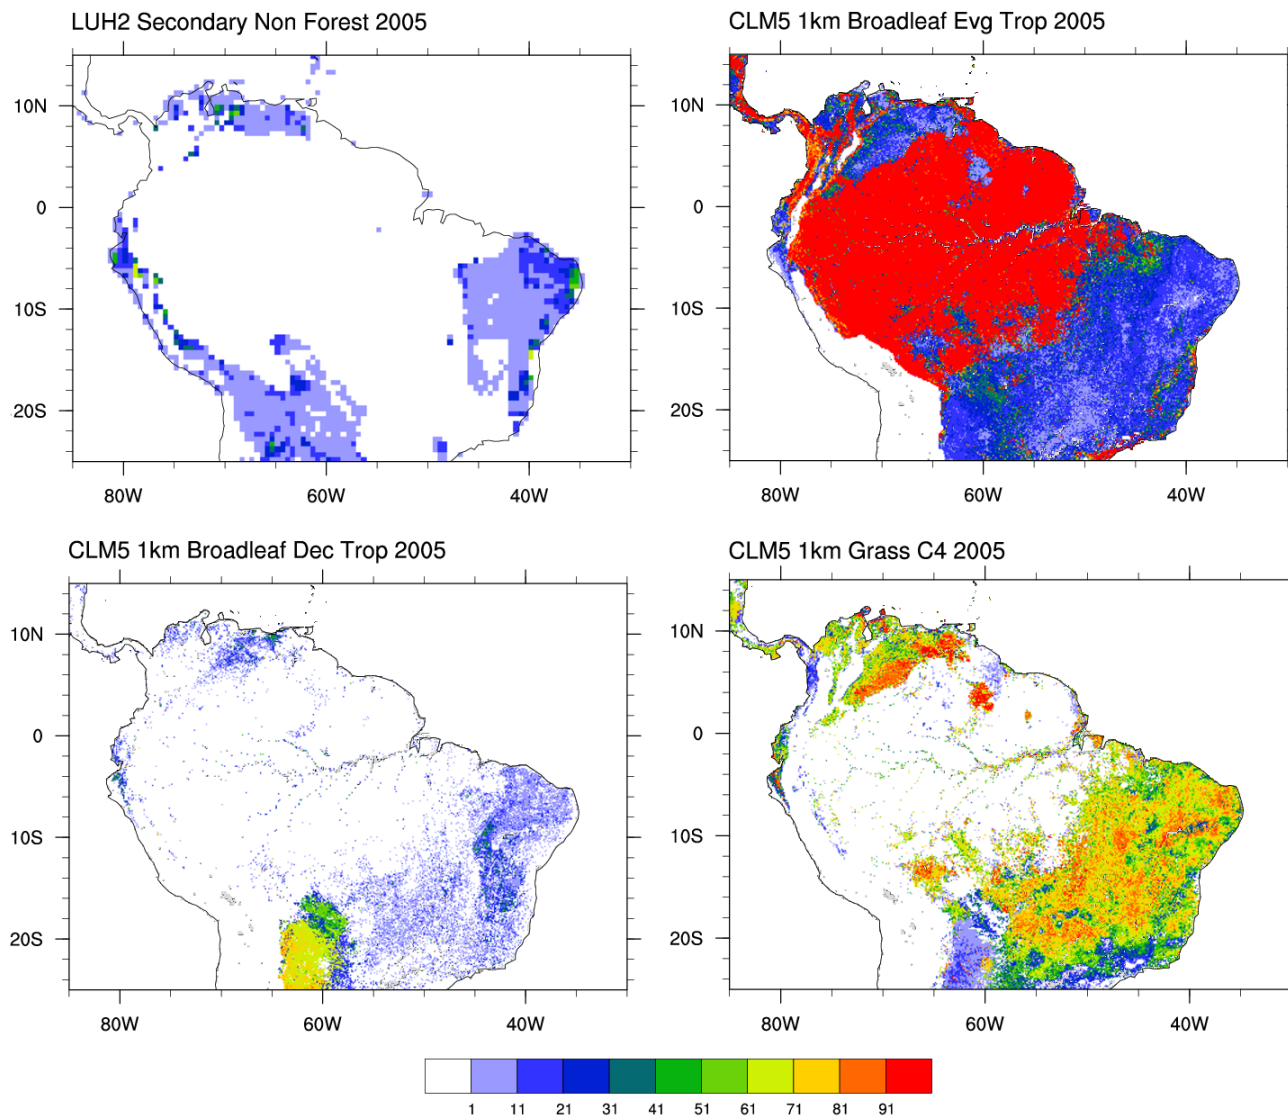 LUH2 Secondary Non Forest 2005
CLM5 1km Broadleaf Evg Trop 2005
10N
0
10S
20S
80W 60W 40W
10N
0
10S
20S
80W 60W 40W
CLM5 1km Broadleaf Dec Trop 2005
CLM5 1km Grass C4 2005
10N
0
10S
20S
80W 60W 40W
10N
0
10S
20S
80W 60W 40W
1 11 21 31 41 51 61 71 81 91